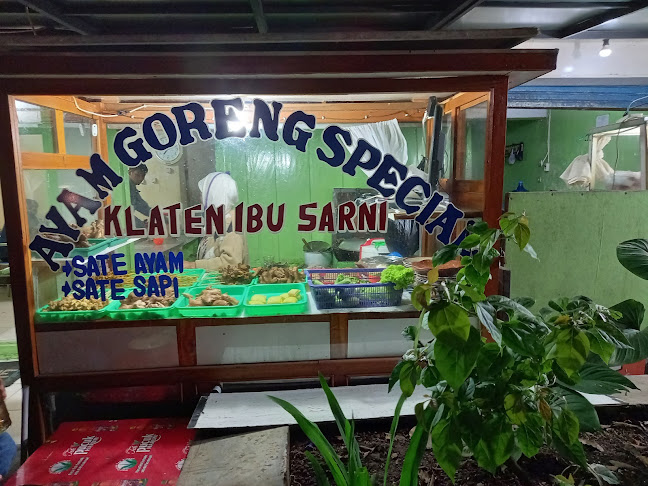 AYAM GORENG SPECIAL
KLATEN IBU SARNI
+SATE AYAM
+SATE SAPI